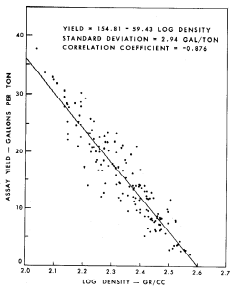 YIELD = 154.81 - 59.43 LOG DENSITY
STANDARD DEVIATION = 2.94 GAL/TON
CORRELATION COEFFICIENT = -0.876
ASSAY YIELD — GALLONS PER TON
40
30
20
10
0
2.0 2.1 2.2 2.3 2.4 2.5 2.6 2.7
LOG DENSITY — GR/CC